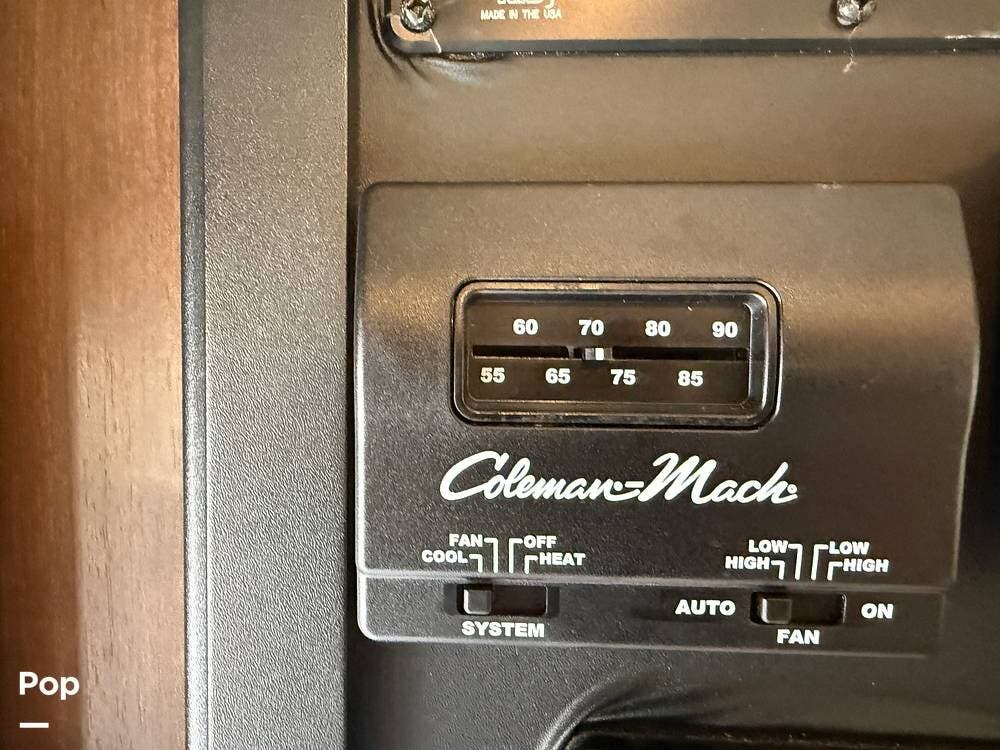 MADE IN THE USA
60 70 80 90
55 65 75 85
Coleman-Mach
FAN OFF
COOL HEAT
LOW LOW
HIGH HIGH
AUTO ON
SYSTEM
FAN
Pop